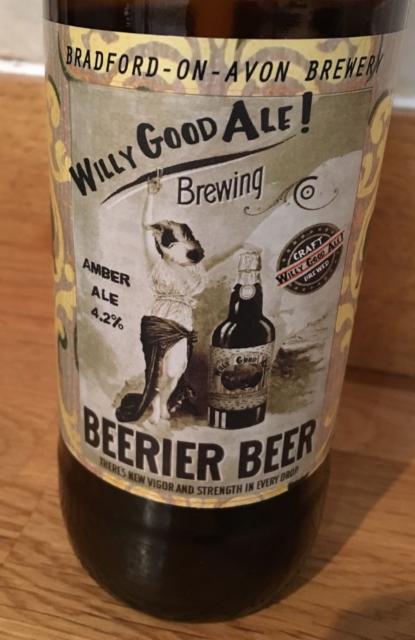 BRADFORD-ON-AVON BREWERY
WILLY GOOD ALE!
Brewing Co
CRAFT
WILLY GOOD ALE
BREWED
AMBER
ALE
4.2%
BEERIER BEER
THERES NEW VIGOR AND STRENGTH IN EVERY DROP